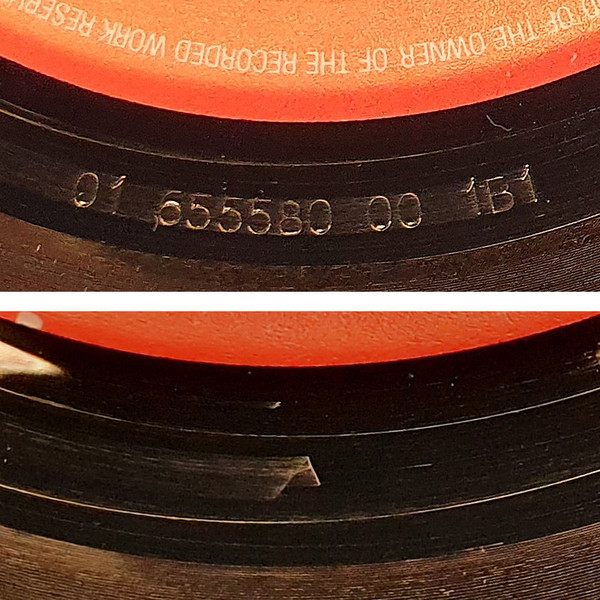 D OF THE OWNER OF THE RECORDED WORK RESERV
01 655580 00 1B1